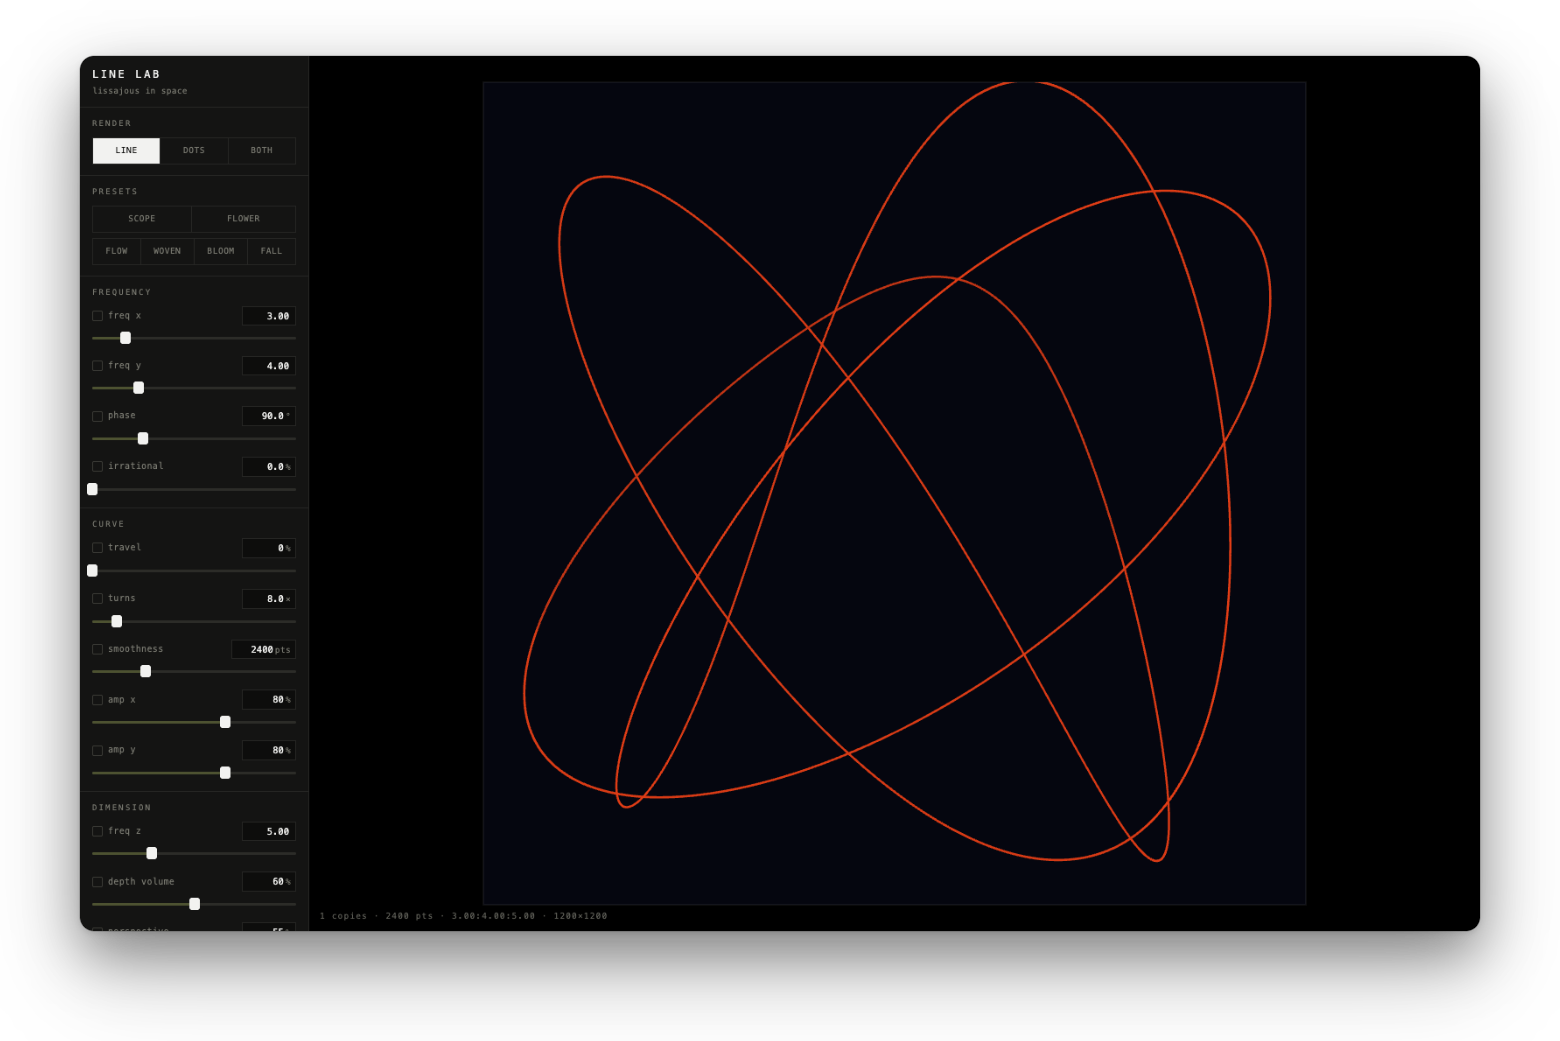 LINE LAB
lissajous in space
RENDER
LINE DOTS BOTH
PRESETS
SCOPE FLOWER
FLOW WOVEN BLOOM FALL
FREQUENCY
freq x 3.00
freq y 4.00
phase 90.0°
irrational 0.0%
CURVE
travel 0%
turns 8.0×
smoothness 2400pts
amp x 80%
amp y 80%
DIMENSION
freq z 5.00
depth volume 60%
perspective
1 copies · 2400 pts · 3.00:4.00:5.00 · 1200×1200